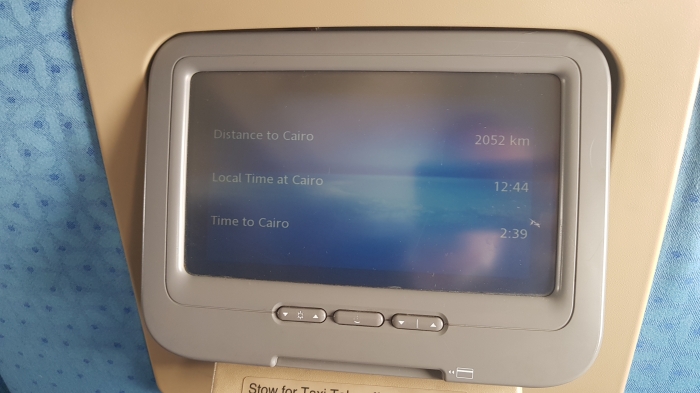 Distance to Cairo 2052 km
Local Time at Cairo 12:44
Time to Cairo 2:39
Stow for Taxi